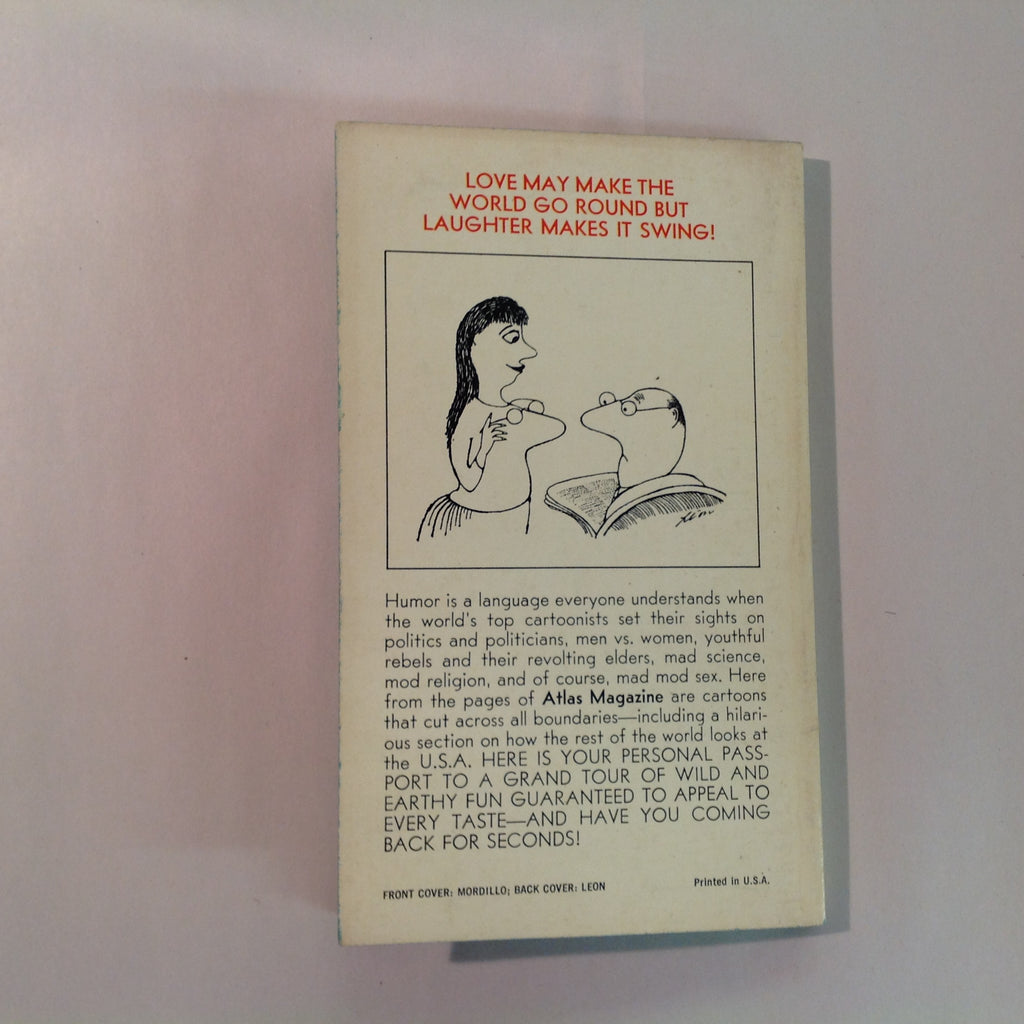 LOVE MAY MAKE THE
WORLD GO ROUND BUT
LAUGHTER MAKES IT SWING!
Humor is a language everyone understands when
the world's top cartoonists set their sights on
politics and politicians, men vs. women, youthful
rebels and their revolting elders, mad science,
mod religion, and of course, mad mod sex. Here
from the pages of Atlas Magazine are cartoons
that cut across all boundaries—including a hilari-
ous section on how the rest of the world looks at
the U.S.A. HERE IS YOUR PERSONAL PASS-
PORT TO A GRAND TOUR OF WILD AND
EARTHY FUN GUARANTEED TO APPEAL TO
EVERY TASTE—AND HAVE YOU COMING
BACK FOR SECONDS!
FRONT COVER: MORDILLO; BACK COVER: LEON
Printed in U.S.A.